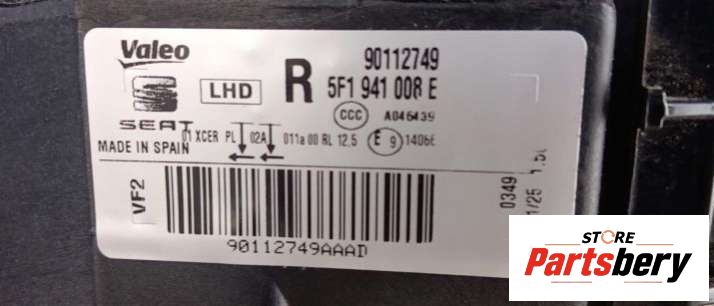 Valeo
90112749
LHD R 5F1 941 008 E
CCC A046439
SEAT
01 XCER PL 02A 011a 00 RL 12,5 E 9 1406E
MADE IN SPAIN
VF2
0349
90112749AAAD
STORE
Partsbery